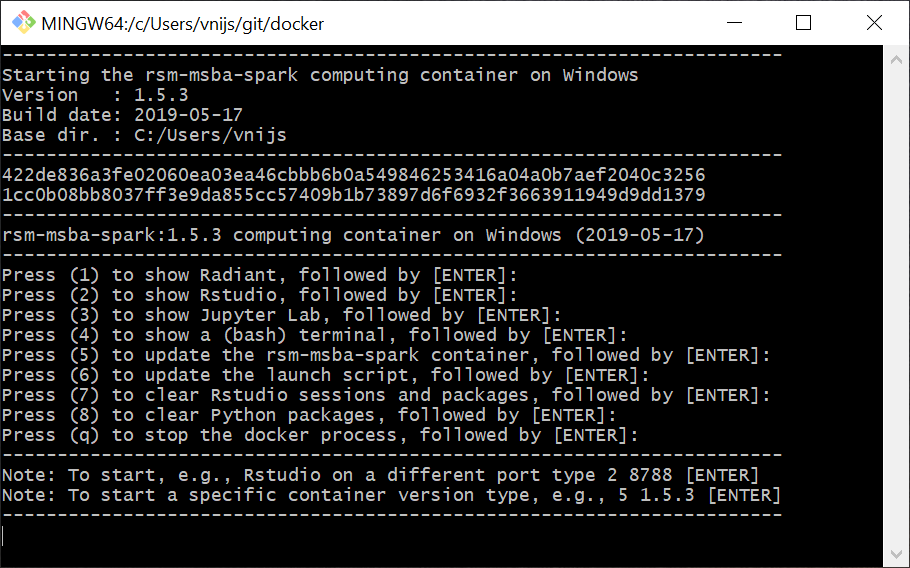 MINGW64:/c/Users/vnijs/git/docker
-----------------------------------------------------------------------
Starting the rsm-msba-spark computing container on Windows
Version   : 1.5.3
Build date: 2019-05-17
Base dir. : C:/Users/vnijs
-----------------------------------------------------------------------
422de836a3fe02060ea03ea46cbbb6b0a549846253416a04a0b7aef2040c3256
1cc0b08bb8037ff3e9da855cc57409b1b73897d6f6932f3663911949d9dd1379
-----------------------------------------------------------------------
rsm-msba-spark:1.5.3 computing container on Windows (2019-05-17)
-----------------------------------------------------------------------
Press (1) to show Radiant, followed by [ENTER]:
Press (2) to show Rstudio, followed by [ENTER]:
Press (3) to show Jupyter Lab, followed by [ENTER]:
Press (4) to show a (bash) terminal, followed by [ENTER]:
Press (5) to update the rsm-msba-spark container, followed by [ENTER]:
Press (6) to update the launch script, followed by [ENTER]:
Press (7) to clear Rstudio sessions and packages, followed by [ENTER]:
Press (8) to clear Python packages, followed by [ENTER]:
Press (q) to stop the docker process, followed by [ENTER]:
-----------------------------------------------------------------------
Note: To start, e.g., Rstudio on a different port type 2 8788 [ENTER]
Note: To start a specific container version type, e.g., 5 1.5.3 [ENTER]
-----------------------------------------------------------------------